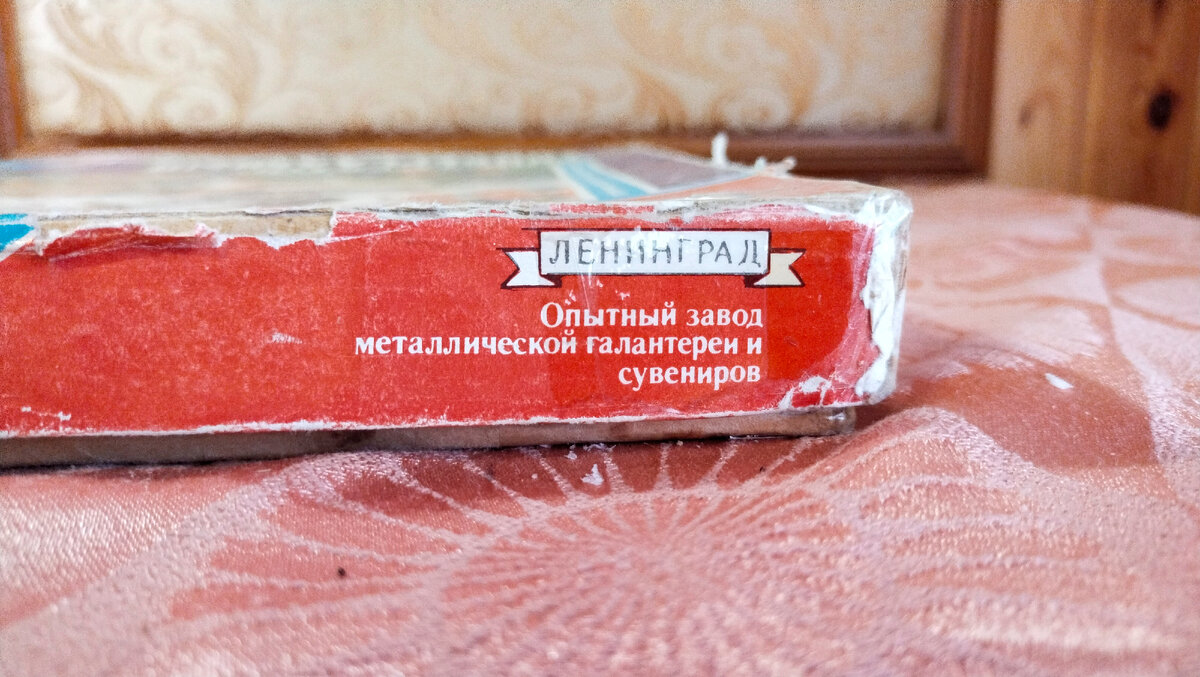 ЛЕНИНГРАД
Опытный завод
металлической галантереи и
сувениров